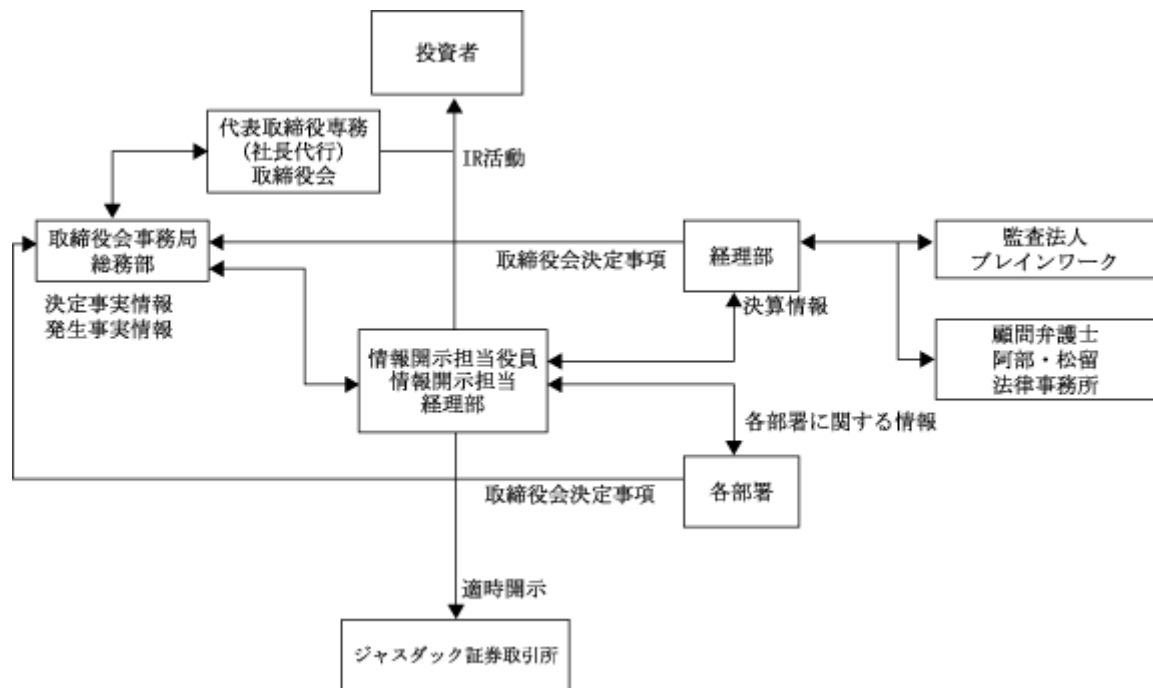 投資者
代表取締役専務
(社長代行)
取締役会
IR活動
取締役会事務局
総務部
取締役会決定事項
経理部
監査法人
ブレインワーク
決定事実情報
発生事実情報
決算情報
顧問弁護士
阿部・松留
法律事務所
情報開示担当役員
情報開示担当
経理部
各部署に関する情報
取締役会決定事項
各部署
適時開示
ジャスダック証券取引所